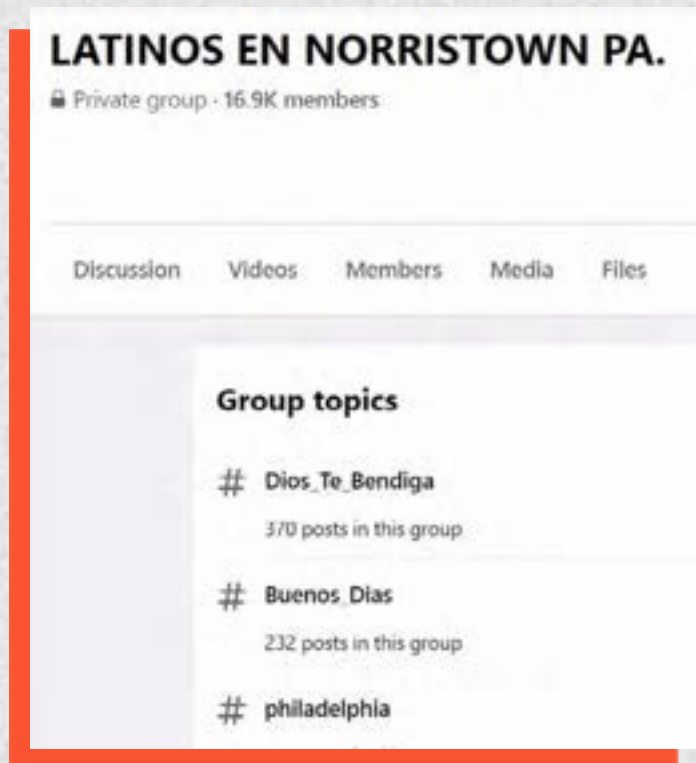 LATINOS EN NORRISTOWN PA.
Private group · 16.9K members
Discussion Videos Members Media Files
Group topics
# Dios_Te_Bendiga
370 posts in this group
# Buenos_Dias
232 posts in this group
# philadelphia